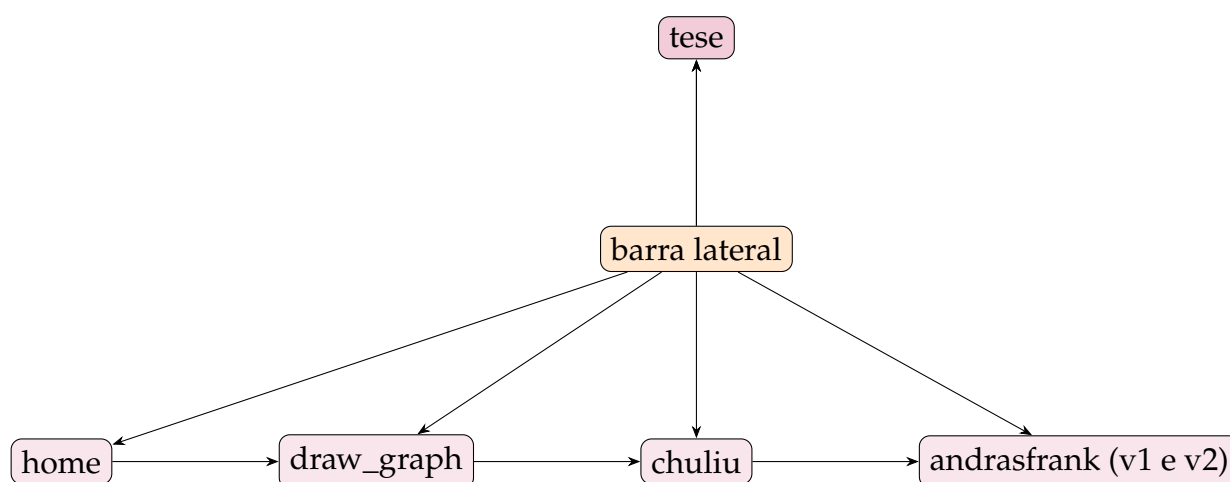 tese
barra lateral
home
draw_graph
chuliu
andrasfrank (v1 e v2)